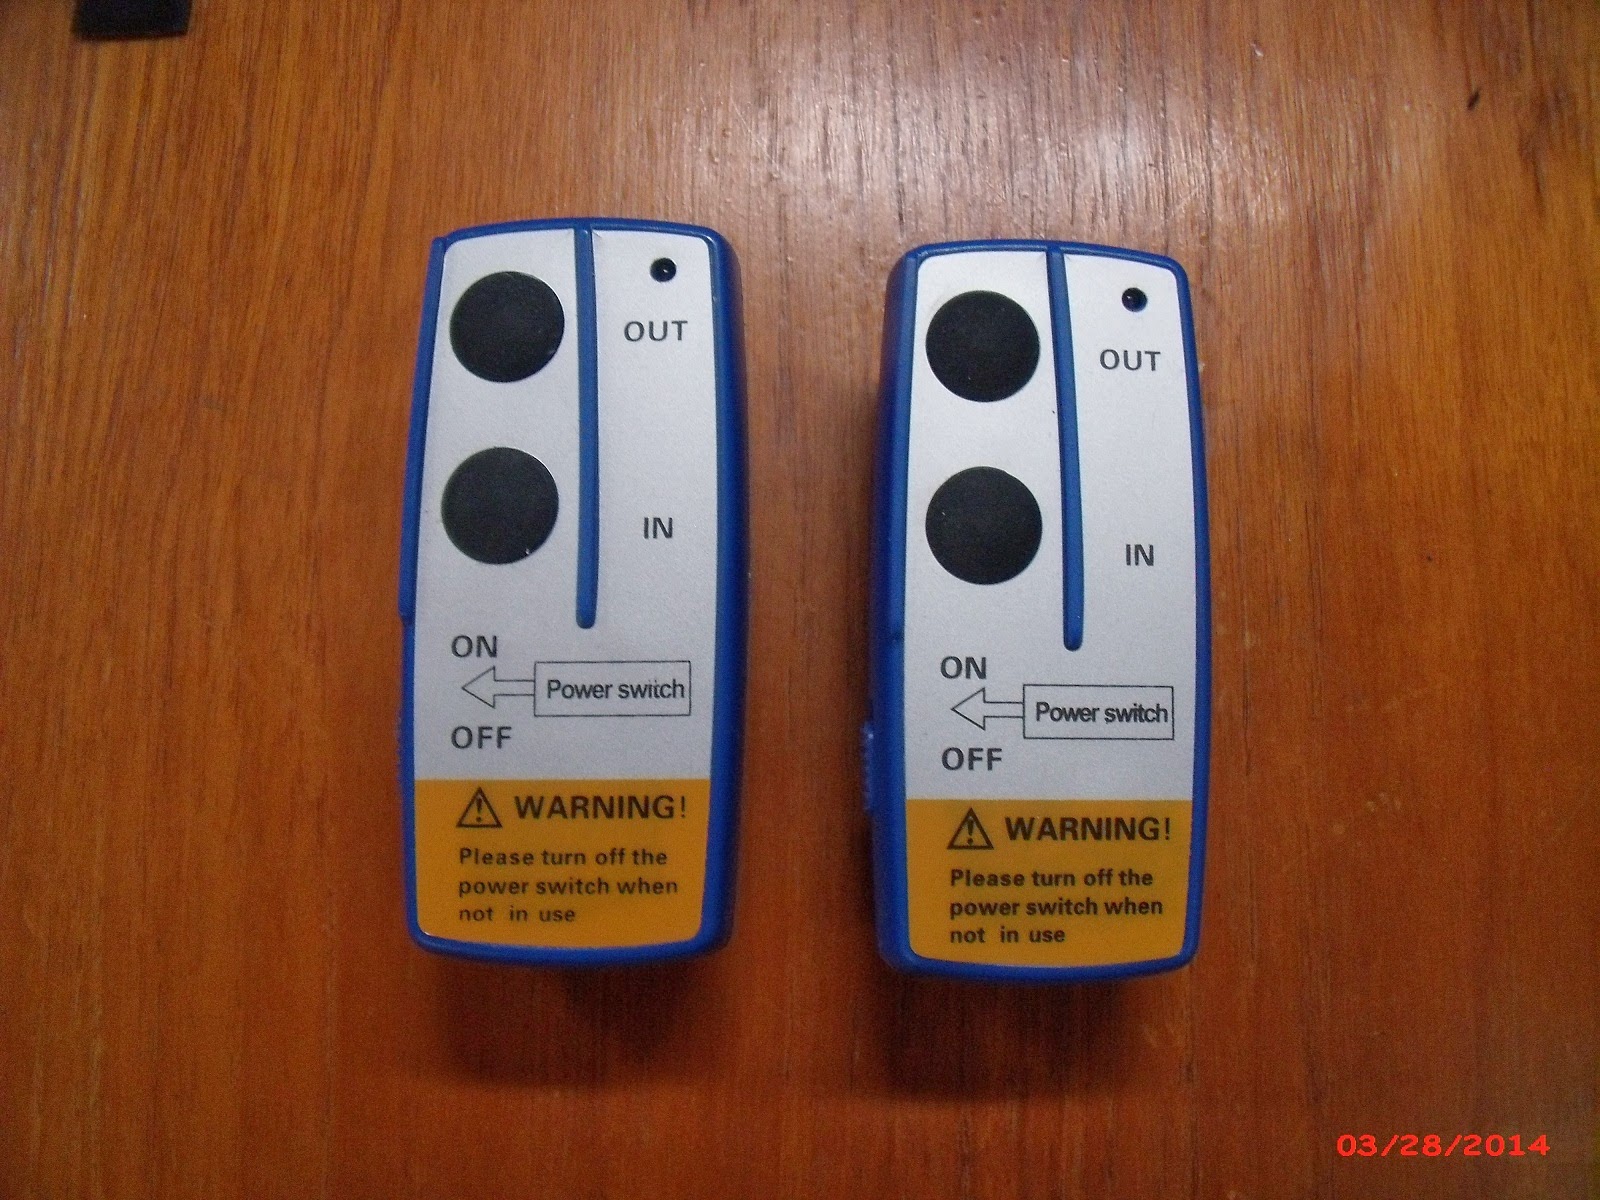 OUT
IN
ON
Power switch
OFF
WARNING!
Please turn off the
power switch when
not in use
OUT
IN
ON
Power switch
OFF
WARNING!
Please turn off the
power switch when
not in use
03/28/2014